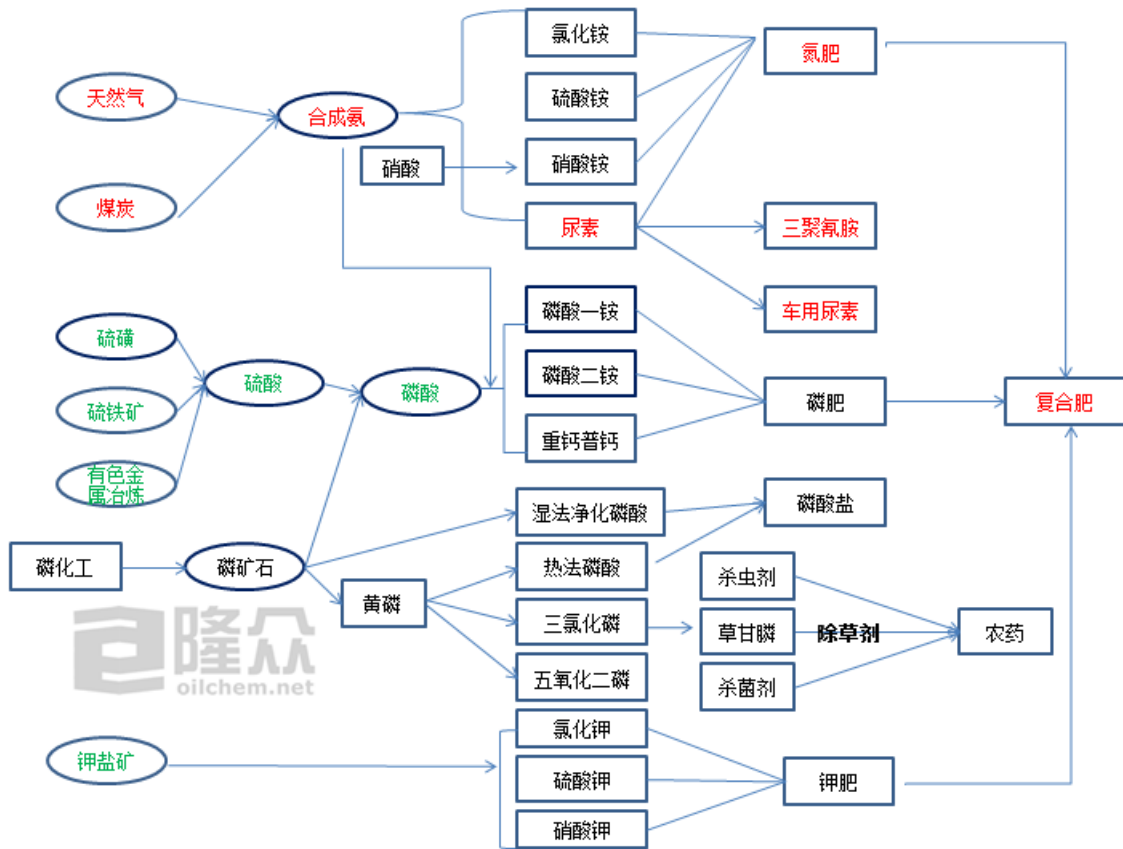 氯化铵
氮肥
天然气
硫酸铵
合成氨
硝酸
硝酸铵
煤炭
尿素
三聚氰胺
磷酸一铵
车用尿素
硫磺
硫酸
磷酸
磷酸二铵
硫铁矿
磷肥
复合肥
重钙普钙
有色金
属冶炼
湿法净化磷酸
磷酸盐
磷化工
磷矿石
热法磷酸
杀虫剂
黄磷
三氯化磷
草甘膦
除草剂
农药
隆众
oilchem.net
五氧化二磷
杀菌剂
氯化钾
钾盐矿
硫酸钾
钾肥
硝酸钾